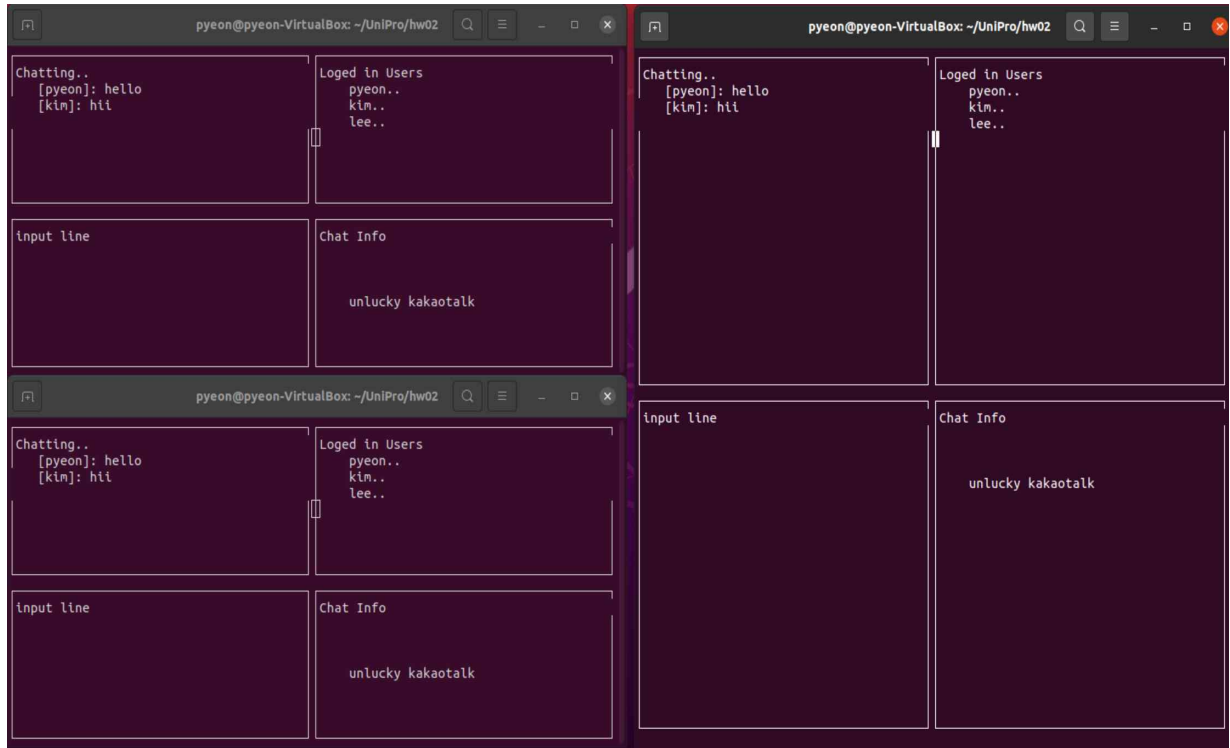 pyeon@pyeon-VirtualBox: ~/UniPro/hw02
Chatting..
[pyeon]: hello
[kim]: hii
Loged in Users
pyeon..
kim..
lee..
input line
Chat Info
unlucky kakaotalk
pyeon@pyeon-VirtualBox: ~/UniPro/hw02
Chatting..
[pyeon]: hello
[kim]: hii
Loged in Users
pyeon..
kim..
lee..
input line
Chat Info
unlucky kakaotalk
pyeon@pyeon-VirtualBox: ~/UniPro/hw02
Chatting..
[pyeon]: hello
[kim]: hii
Loged in Users
pyeon..
kim..
lee..
input line
Chat Info
unlucky kakaotalk